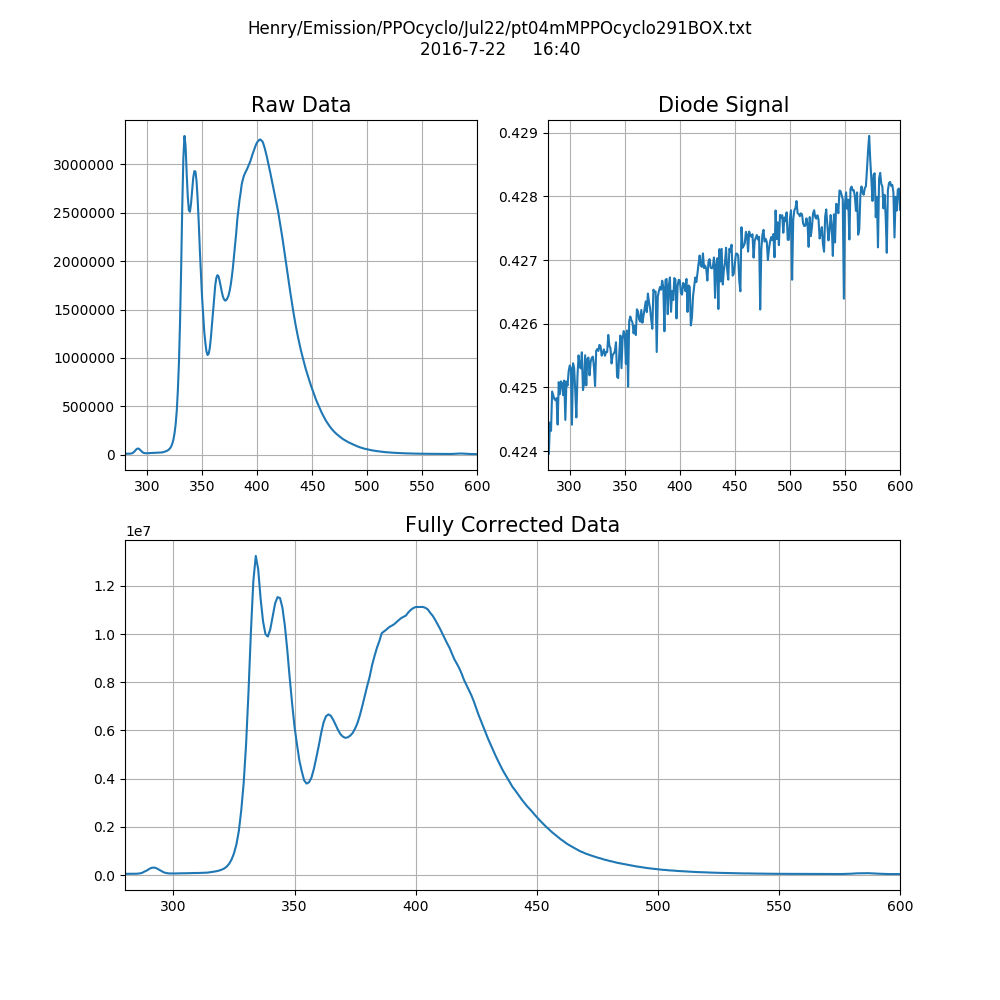 Henry/Emission/PPOcyclo/Jul22/pt04mMPPOcyclo291BOX.txt
2016-7-22 16:40
Raw Data
3000000
2500000
2000000
1500000
1000000
500000
0
300 350 400 450 500 550 600
Diode Signal
0.429
0.428
0.427
0.426
0.425
0.424
300 350 400 450 500 550 600
Fully Corrected Data
1e7
1.2
1.0
0.8
0.6
0.4
0.2
0.0
300 350 400 450 500 550 600